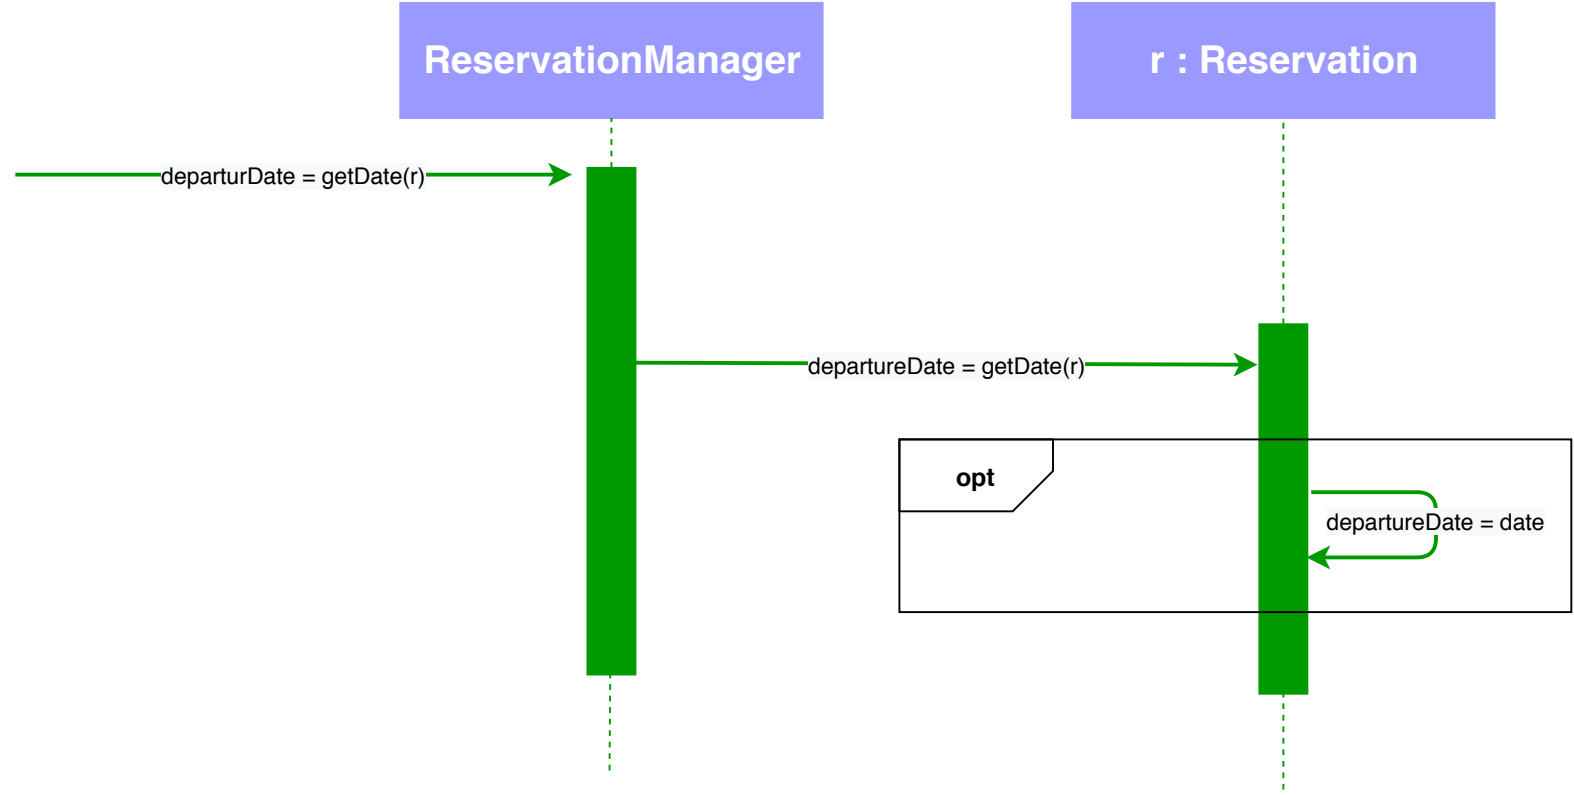 ReservationManager
r : Reservation
departurDate = getDate(r)
departureDate = getDate(r)
opt
departureDate = date